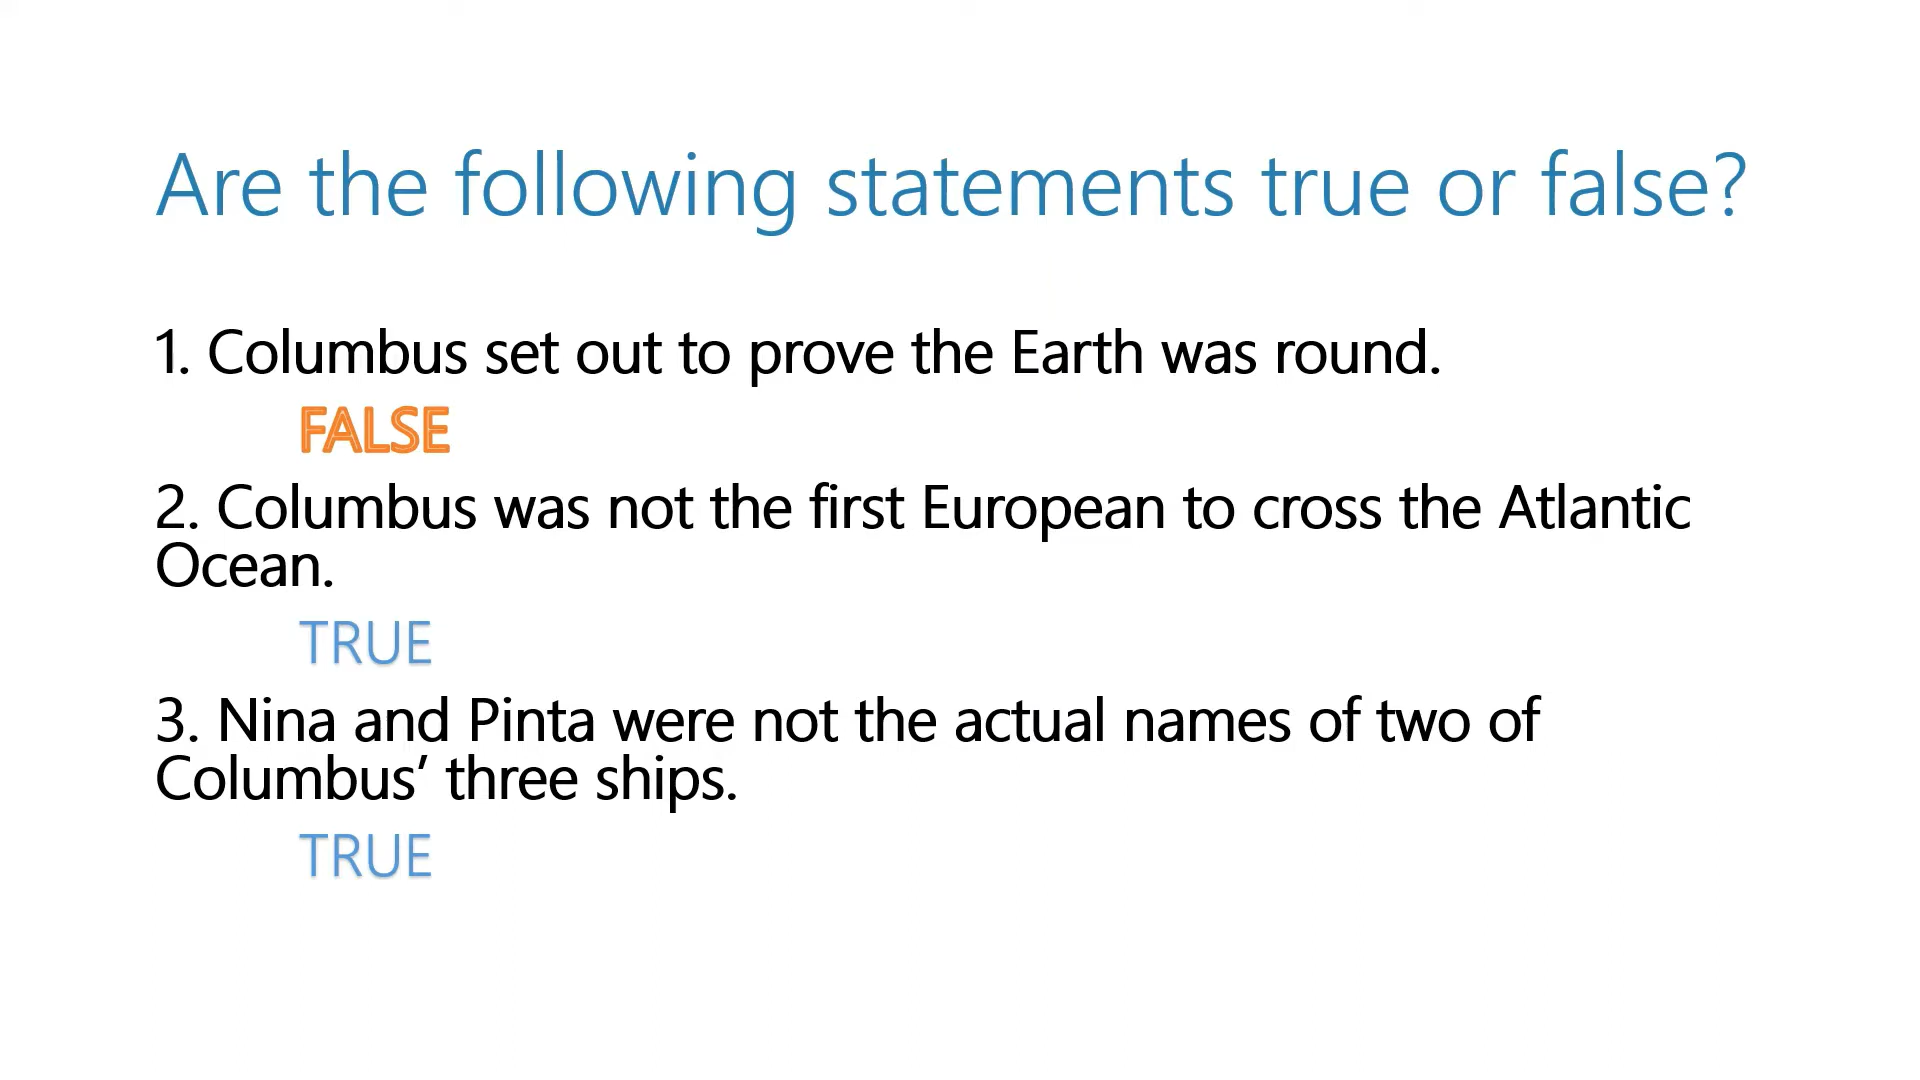 Are the following statements true or false?
1. Columbus set out to prove the Earth was round.
FALSE
2. Columbus was not the first European to cross the Atlantic
Ocean.
TRUE
3. Nina and Pinta were not the actual names of two of
Columbus’ three ships.
TRUE